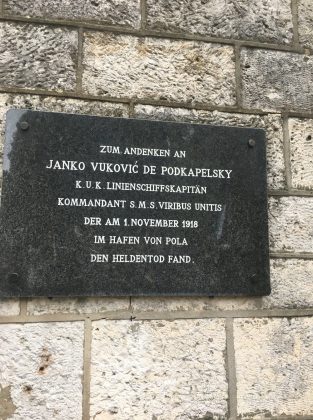 ZUM ANDENKEN AN
JANKO VUKOVIĆ DE PODKAPELSKY
K.U.K. LINIENSCHIFFSKAPITÄN
KOMMANDANT S.M.S. VIRIBUS UNITIS
DER AM 1. NOVEMBER 1918
IM HAFEN VON POLA
DEN HELDENTOD FAND.